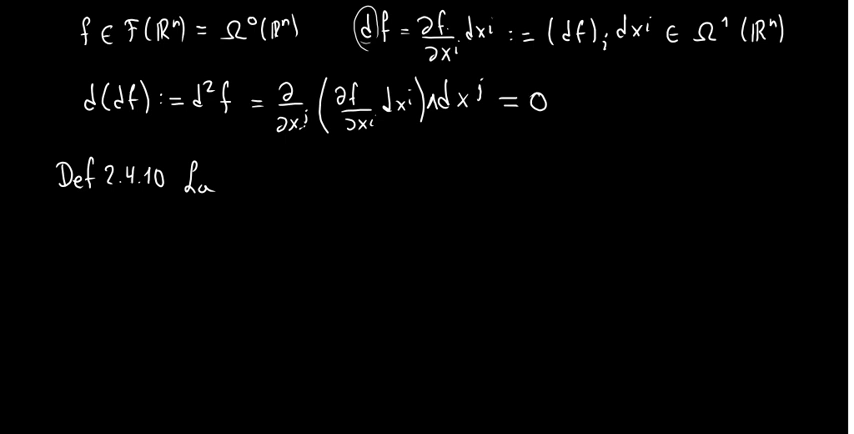 f ∈ F(ℝⁿ) = Ω⁰(ℝⁿ) df = ∂f/∂xⁱ dxⁱ := (df)ᵢ dxⁱ ∈ Ω¹(ℝⁿ)
d(df) := d²f = ∂/∂xʲ (∂f/∂xⁱ dxⁱ) ∧ dxʲ = 0
Def 2.4.10 La